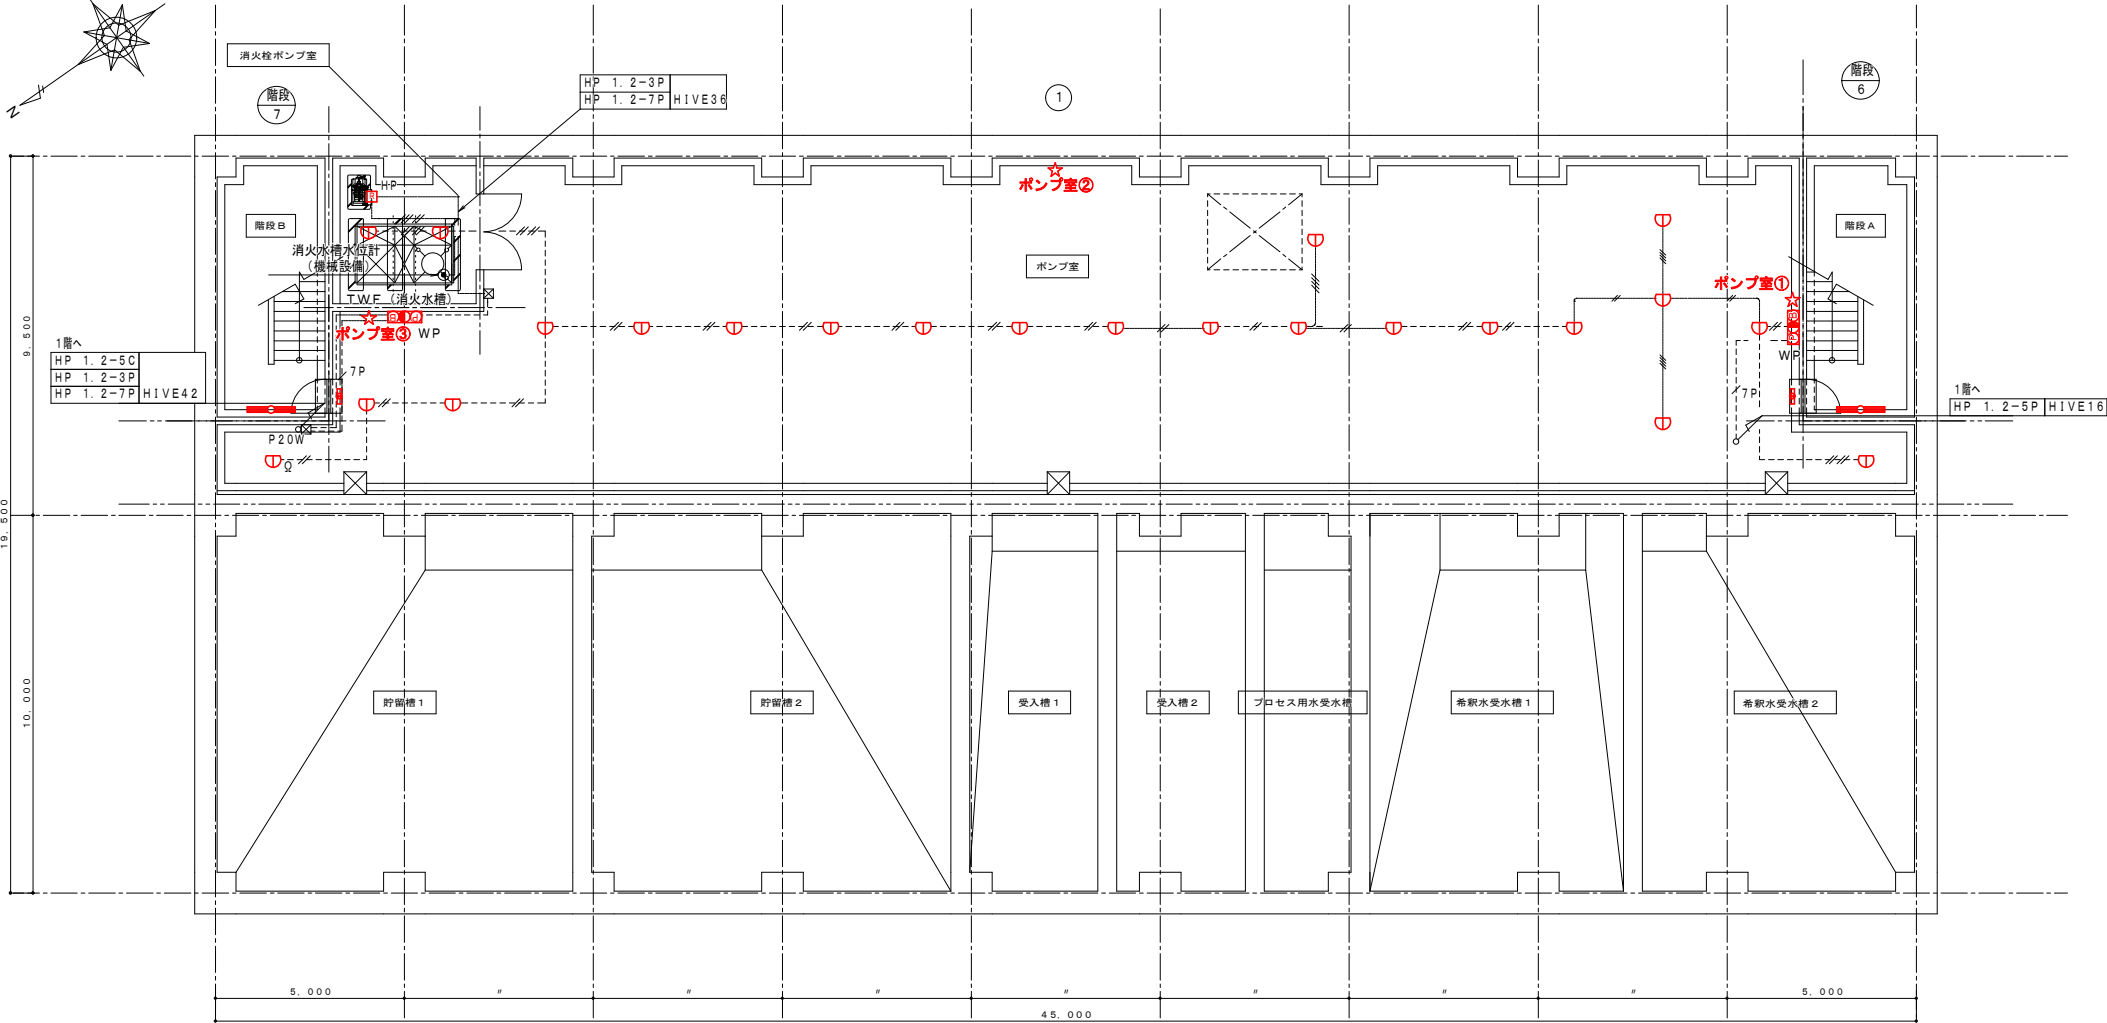 N
消火栓ポンプ室
階段
7
HP 1.2-3P
HP 1.2-7P HIVE36
1
階段
6
HP
ポンプ室②
階段B
階段A
消火水槽水位計
(機械設備)
ポンプ室
ポンプ室①
TWF (消火水槽)
ポンプ室③ WP
WP
1階へ
HP 1.2-5C
HP 1.2-3P
HP 1.2-7P HIVE42
7P
7P
1階へ
HP 1.2-5P HIVE16
P20W
Ω
9,500
19,500
10,000
貯留槽1
貯留槽2
受入槽1
受入槽2
プロセス用水受水槽
希釈水受水槽1
希釈水受水槽2
5,000
〃
〃
〃
〃
〃
〃
〃
5,000
45,000